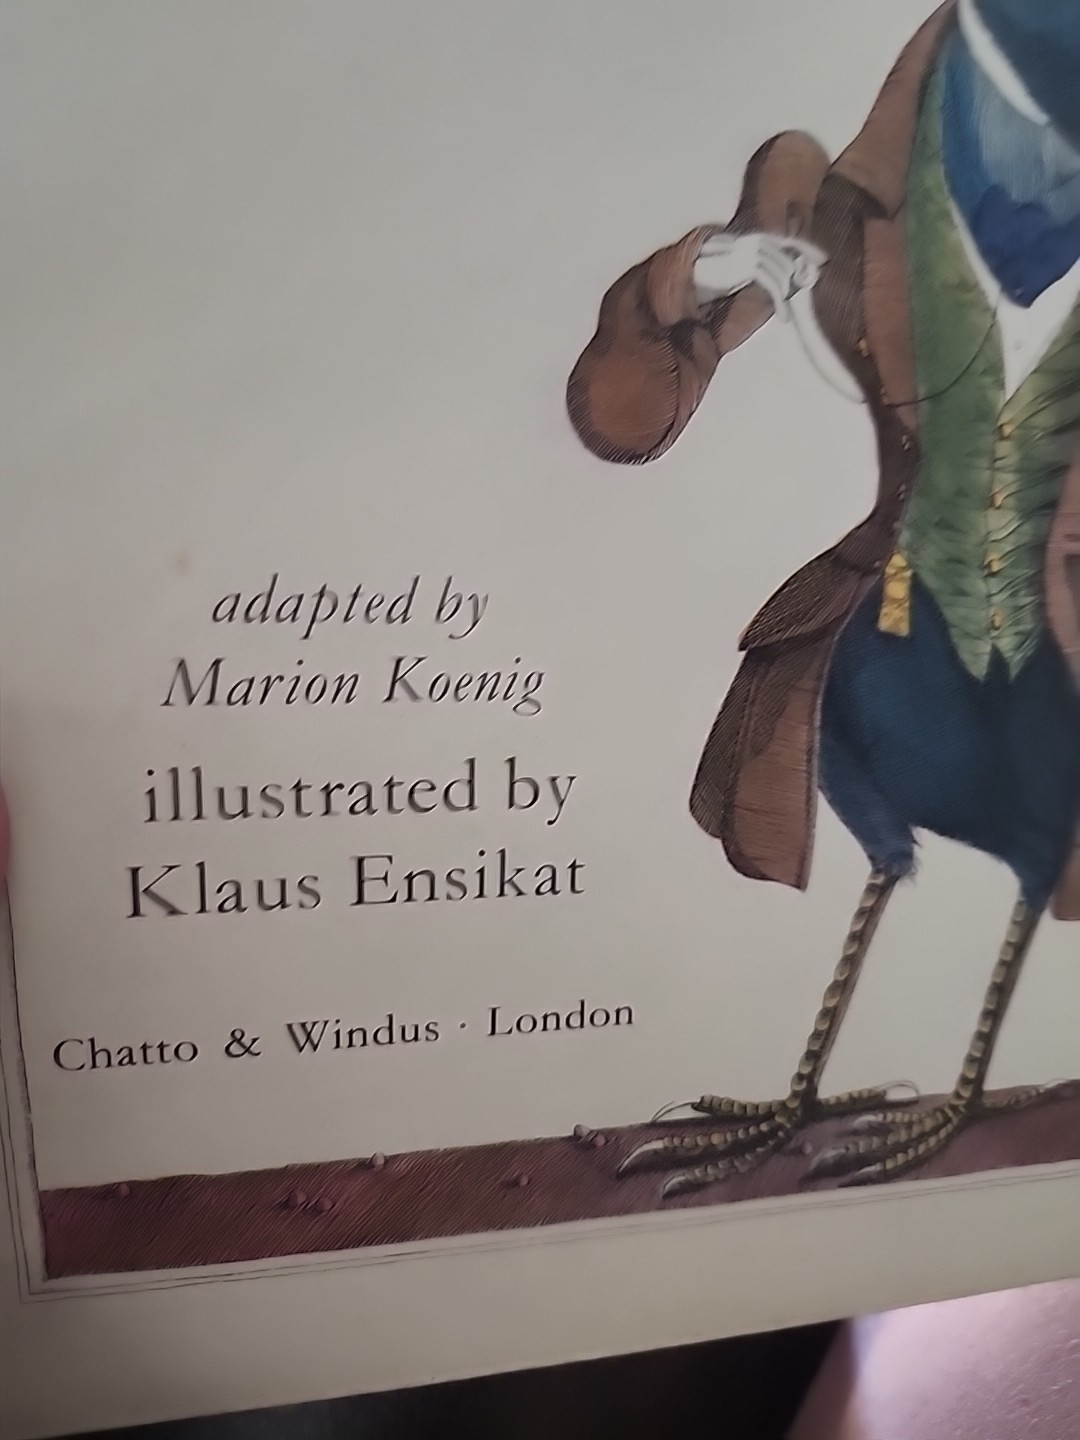 adapted by
Marion Koenig
illustrated by
Klaus Ensikat
Chatto & Windus · London